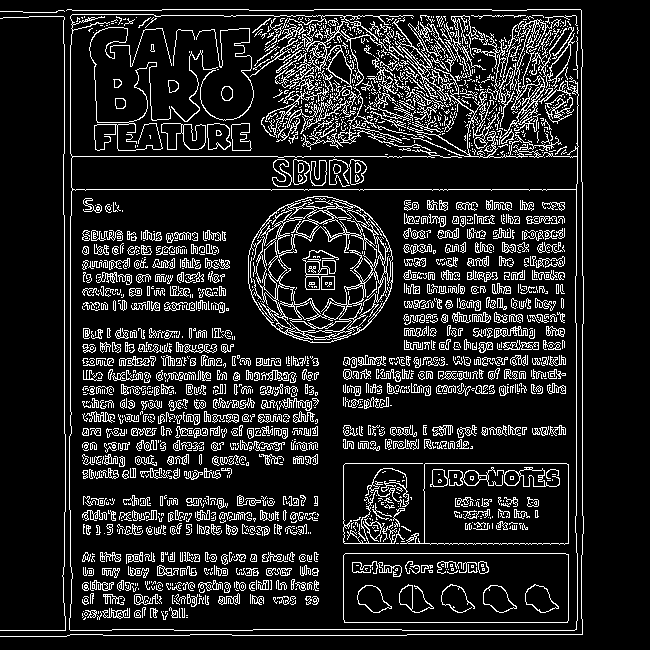 GAME
BRO
FEATURE
SBURB
So ok.
SBURB is this game that
a lot of cats seem hella
pumped of. And this beta
is sitting on my desk for
review, so I'm like, yeah
man I'll write something.
But I don't know. I'm like,
so this is about houses or
some noise? That's fine, I'm sure that's
like fucking dynamite in a handbag for
some brosephs. But all I'm saying is,
when do you get to thrash anything?
While you're playing house or some shit,
are you ever in jeopardy of getting mud
on your doll's dress or whatever from
busting out, and I quote, "the mad
stunts all wicked up-ins"?
Know what I'm saying, Bro-Yo Ma? I
didn't actually play this game, but I gave
it 1.5 hats out of 5 hats to keep it real.
At this point I'd like to give a shout out
to my boy Dennis who was over the
other day. We were going to chill in front
of The Dark Knight and he was so
psyched of it y'all.
So this one time he was
leaning against the screen
door and the shit popped
open, and the back deck
was wet and he slipped
down the steps and broke
his thumb on the lawn. It
wasn't a long fall, but hey I
guess a thumb bone wasn't
made for supporting the
brunt of a huge useless tool
against wet grass. We never did watch
Dark Knight on account of Ron truck-
ing his bawling candy-ass girlth to the
hospital.
But it's cool, I still got another watch
in me, Brotel Rwanda.
BRO-NOTES
mean damn.
Rating for: SBURB